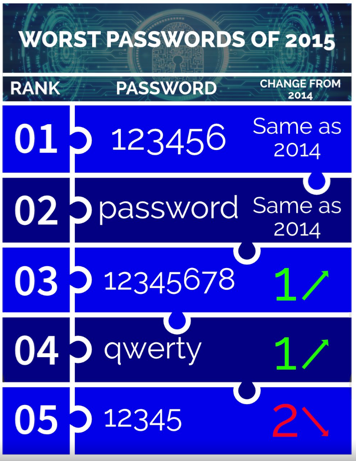 WORST PASSWORDS OF 2015
RANK PASSWORD CHANGE FROM
2014
01 123456 Same as
2014
02 password Same as
2014
03 12345678 1
04 qwerty 1
05 12345 2